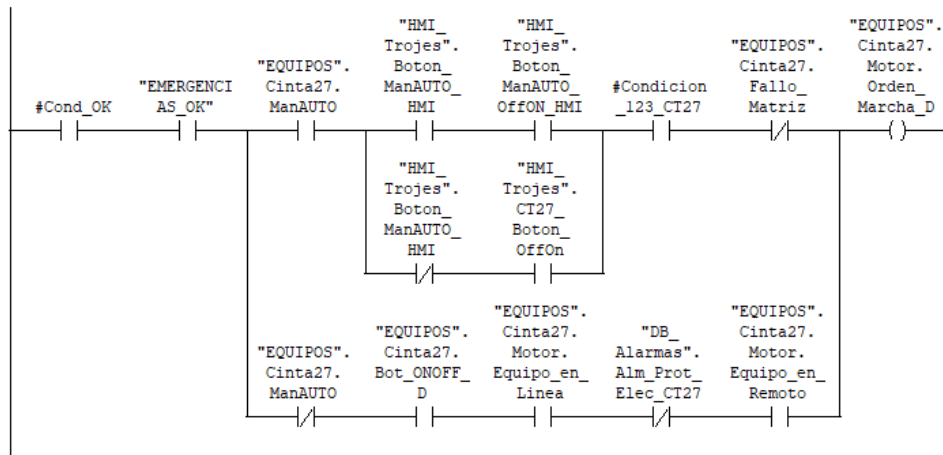 "HMI_
Trojes".
Boton_
ManAUTO_
HMI
"HMI_
Trojes".
Boton_
ManAUTO_
OffON_HMI
"EQUIPOS".
Cinta27.
Motor.
Orden_
Marcha_D
"EQUIPOS".
Cinta27.
Fallo_
Matriz
"EQUIPOS".
Cinta27.
ManAUTO
"EMERGENCI
AS_OK"
#Condicion
_123_CT27
#Cond_OK
"HMI_
Trojes".
Boton_
ManAUTO_
HMI
"HMI_
Trojes".
CT27_
Boton_
OffOn
"EQUIPOS".
Cinta27.
ManAUTO
"EQUIPOS".
Cinta27.
Bot_ONOFF_
D
"EQUIPOS".
Cinta27.
Motor.
Equipo_en_
Linea
"DB_
Alarmas".
Alm_Prot_
Elec_CT27
"EQUIPOS".
Cinta27.
Motor.
Equipo_en_
Remoto